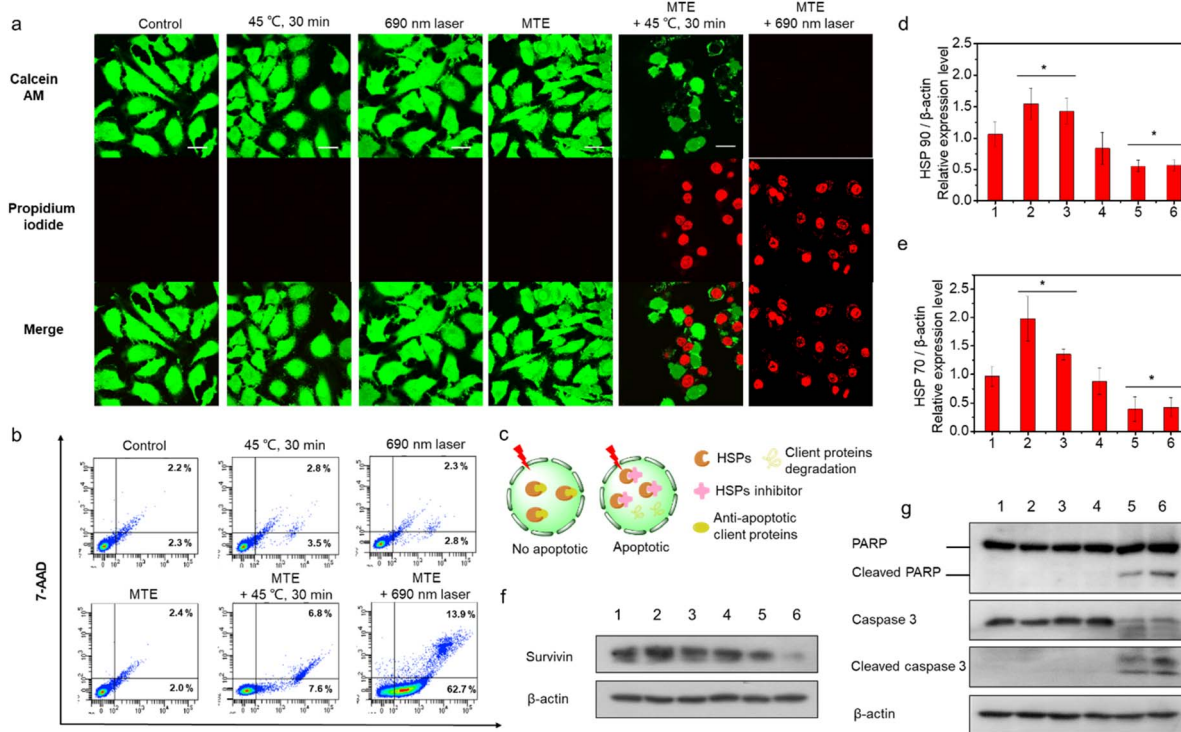 a
Control
45 ℃, 30 min
690 nm laser
MTE
MTE
+ 45℃, 30 min
MTE
+ 690 nm laser
Calcein
AM
Propidium
iodide
Merge
b
7-AAD
Control
2.2 %
2.3 %
45 ℃, 30 min
2.8 %
3.5 %
690 nm laser
2.3 %
2.8 %
MTE
2.4 %
2.0 %
MTE
+ 45 ℃, 30 min
6.8 %
7.6 %
MTE
+ 690 nm laser
13.9 %
62.7 %
c
No apoptotic
Apoptotic
HSPs
Client proteins
degradation
HSPs inhibitor
Anti-apoptotic
client proteins
d
HSP 90 / β-actin
Relative expression level
2.5
2.0
1.5
1.0
0.5
0.0
* *
1 2 3 4 5 6
e
HSP 70 / β-actin
Relative expression level
2.5
2.0
1.5
1.0
0.5
0.0
* *
1 2 3 4 5 6
f
1 2 3 4 5 6
Survivin
β-actin
g
1 2 3 4 5 6
PARP
Cleaved PARP
Caspase 3
Cleaved caspase 3
β-actin